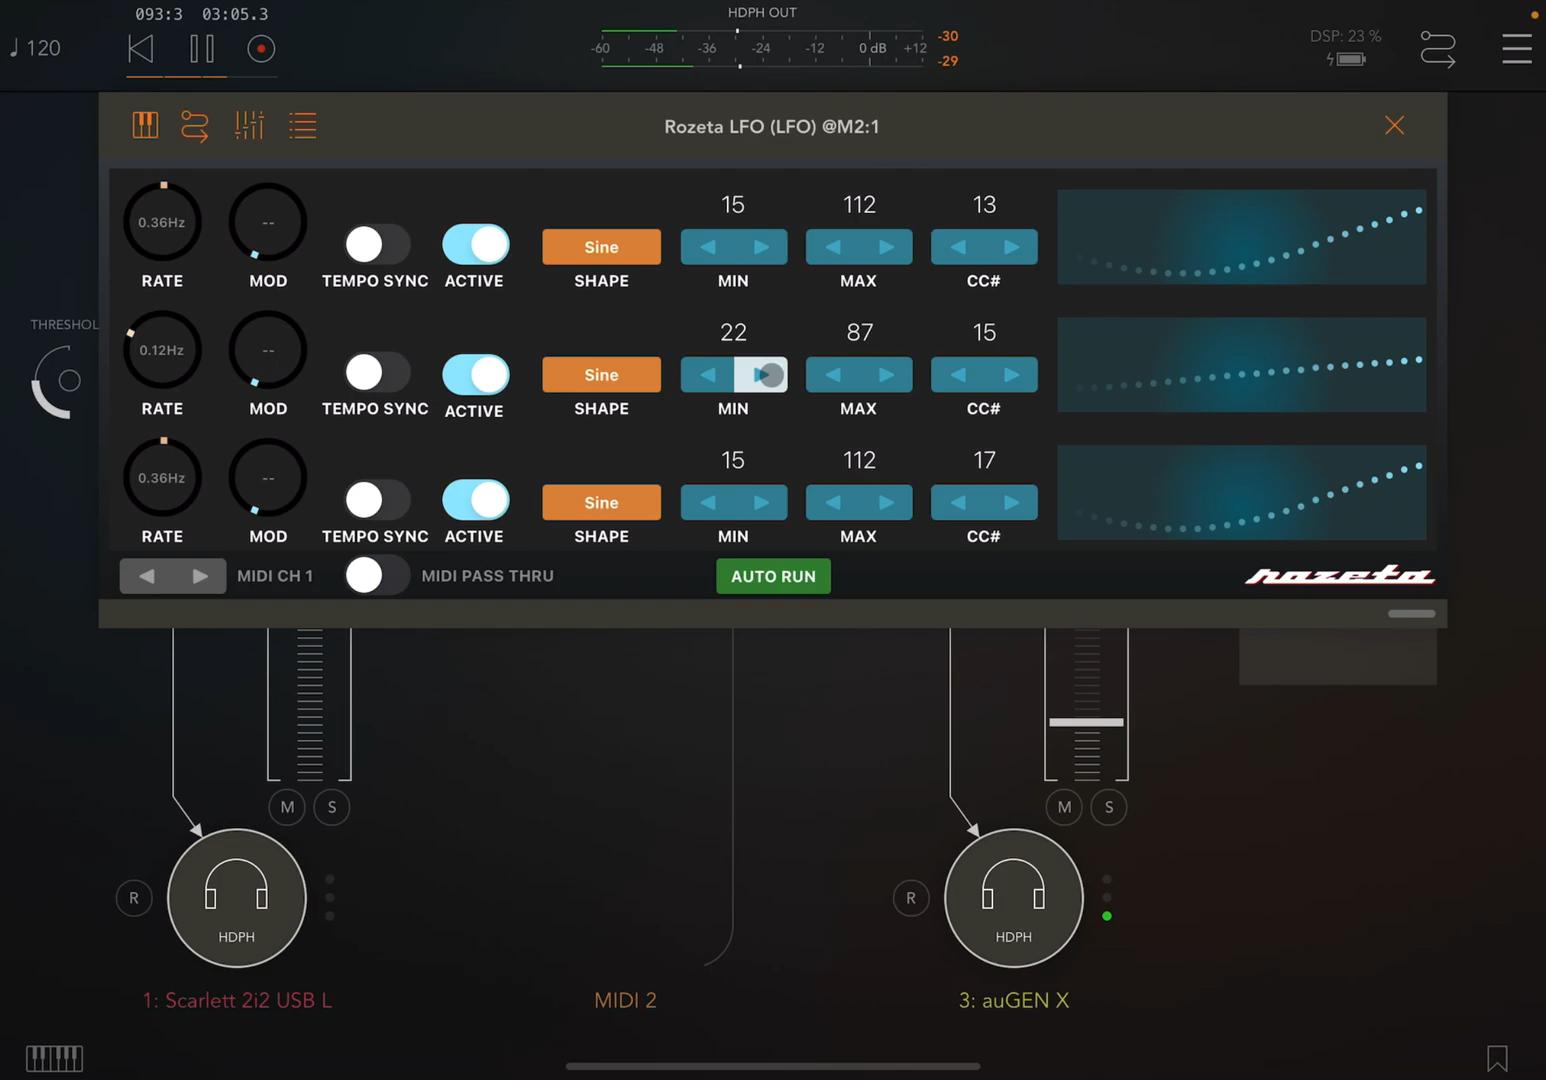 093:3 03:05.3
HDPH OUT
♩ 120
-60 -48 -36 -24 -12 0 dB +12
-30
-29
DSP: 23 %
Rozeta LFO (LFO) @M2:1
15 112 13
0.36Hz -- Sine
RATE MOD TEMPO SYNC ACTIVE SHAPE MIN MAX CC#
THRESHOL
22 87 15
0.12Hz -- Sine
RATE MOD TEMPO SYNC ACTIVE SHAPE MIN MAX CC#
15 112 17
0.36Hz -- Sine
RATE MOD TEMPO SYNC ACTIVE SHAPE MIN MAX CC#
MIDI CH 1 MIDI PASS THRU AUTO RUN rozeta
M S M S
R R
HDPH HDPH
1: Scarlett 2i2 USB L MIDI 2 3: auGEN X